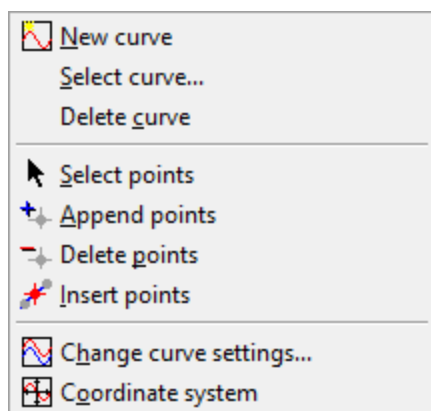 New curve
Select curve...
Delete curve
Select points
Append points
Delete points
Insert points
Change curve settings...
Coordinate system